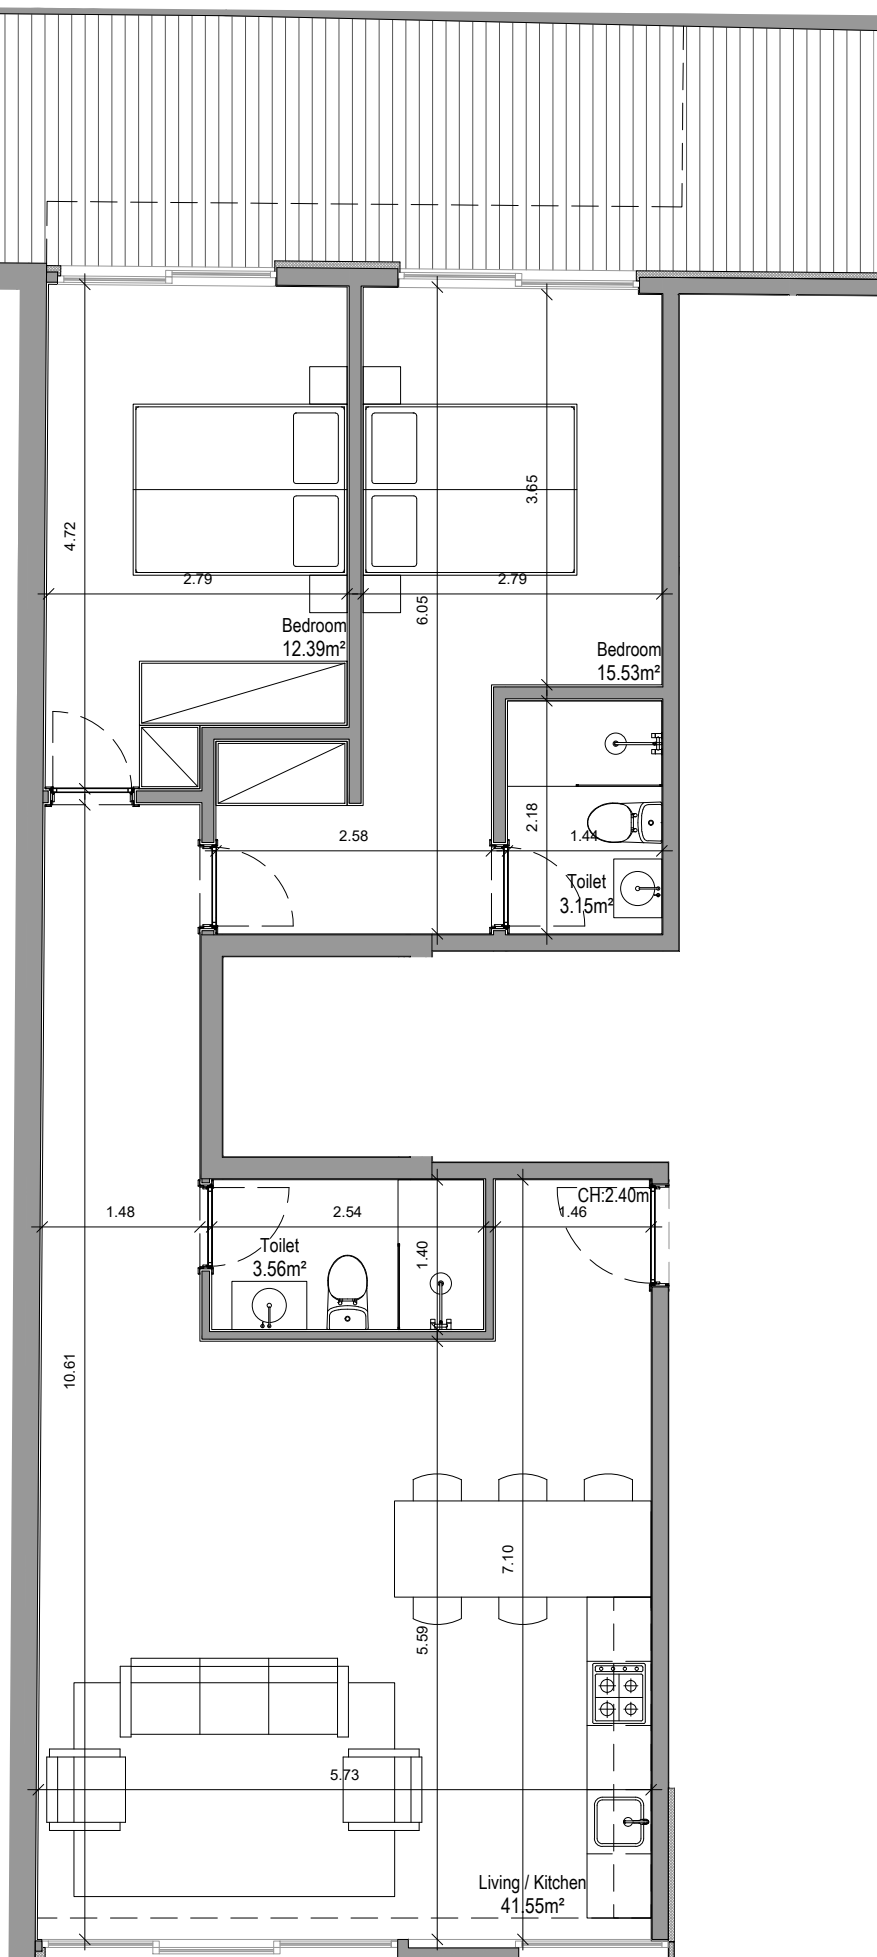 4.72
3.65
2.79
2.79
6.05
Bedroom
12.39m²
Bedroom
15.53m²
2.18
2.58
1.44
Toilet
3.15m²
CH:2.40m
1.48
2.54
1.46
Toilet
3.56m²
1.40
10.61
7.10
5.59
5.73
Living / Kitchen
41.55m²